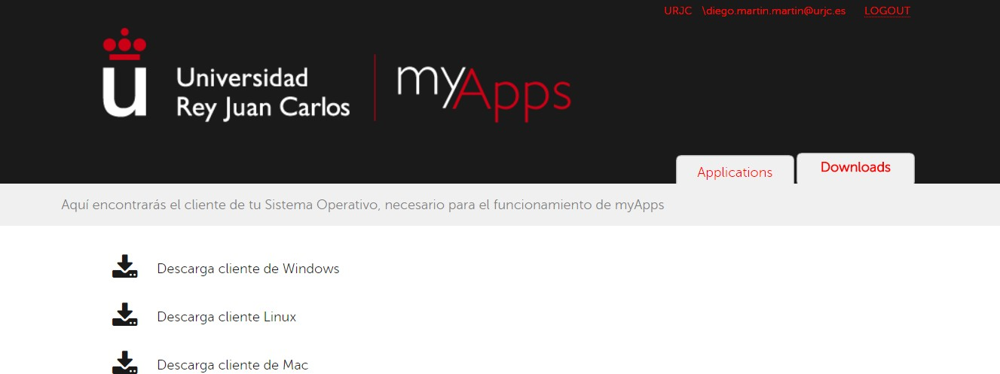 URJC \diego.martin.martin@urjc.es LOGOUT
u
Universidad
Rey Juan Carlos
myApps
Applications
Downloads
Aquí encontrarás el cliente de tu Sistema Operativo, necesario para el funcionamiento de myApps
Descarga cliente de Windows
Descarga cliente Linux
Descarga cliente de Mac